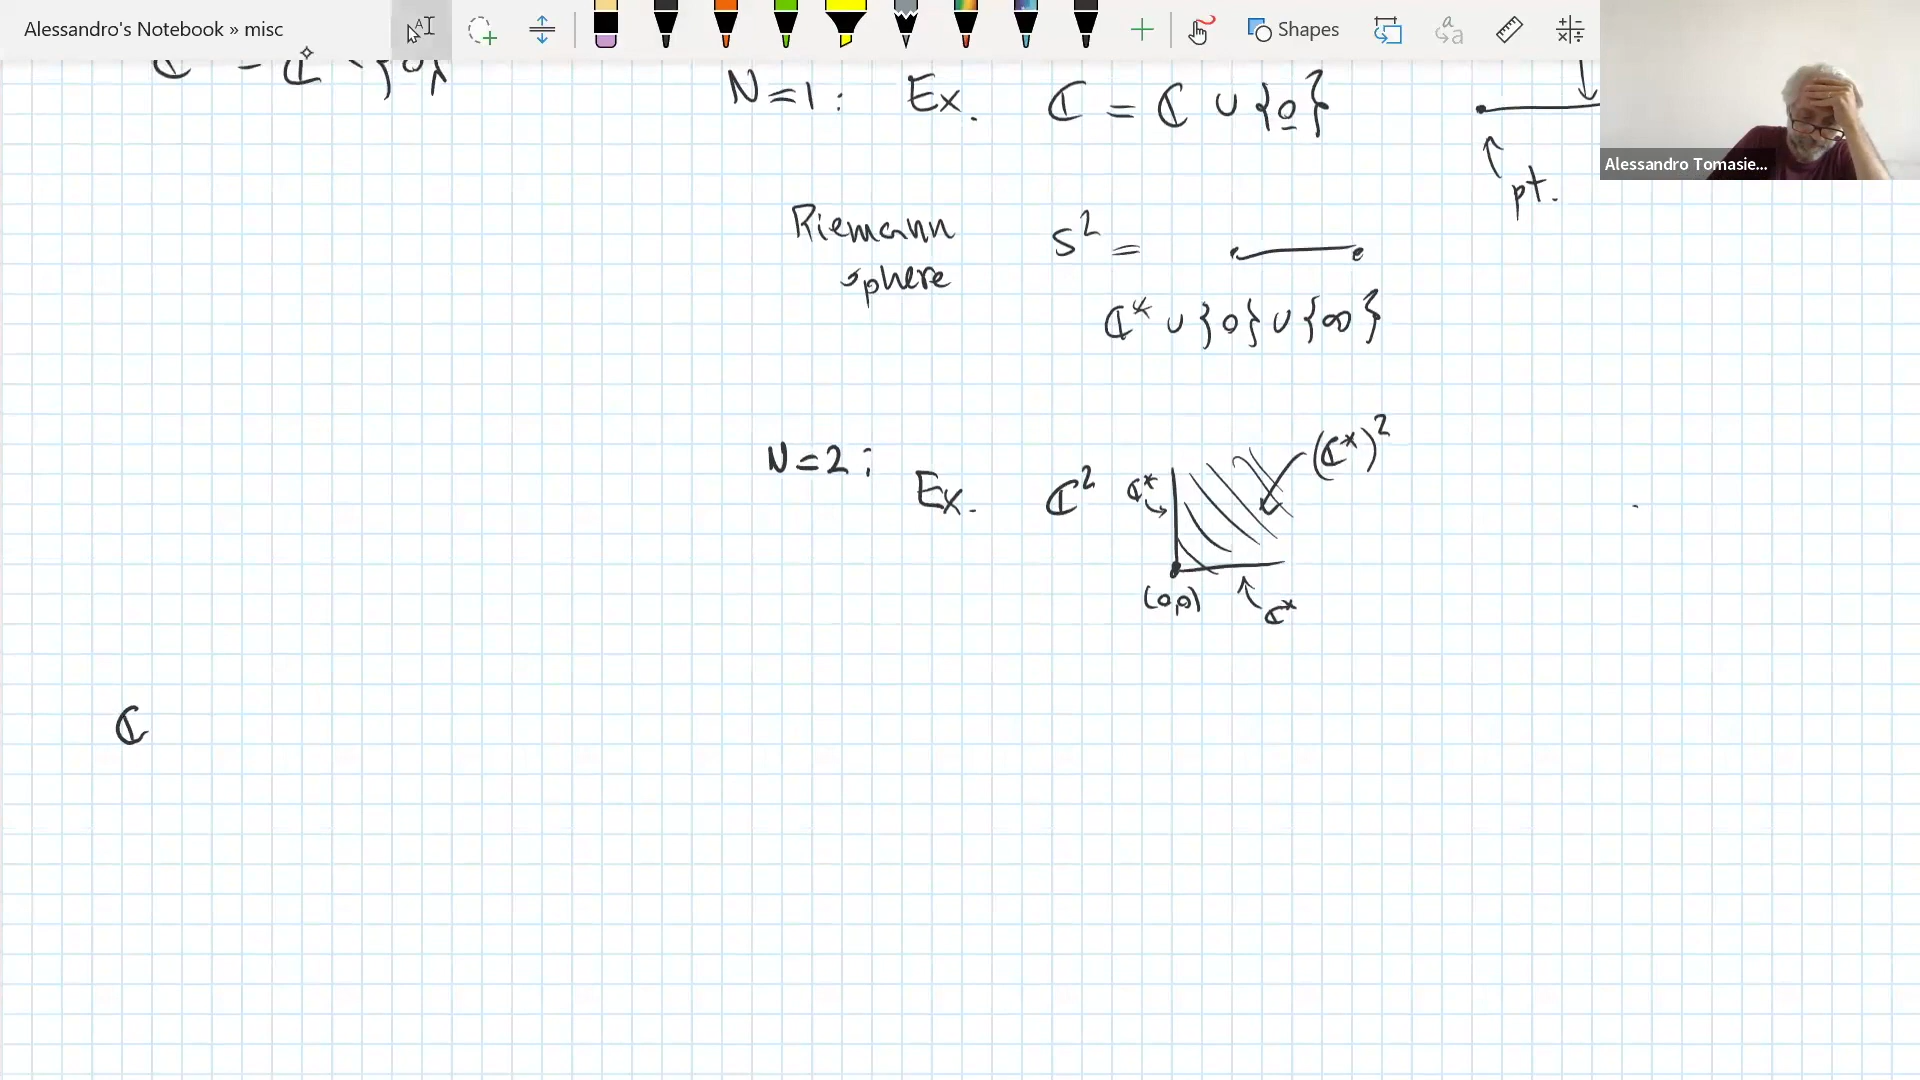 Alessandro's Notebook » misc
Shapes
Alessandro Tomasie...
N=1: Ex. ℂ = ℂ ∪ {0}
pt.
Riemann sphere S² =
ℂ* ∪ {0} ∪ {∞}
N=2: Ex. ℂ² ℂ* (ℂ*)²
(0,0) ℂ*
ℂ